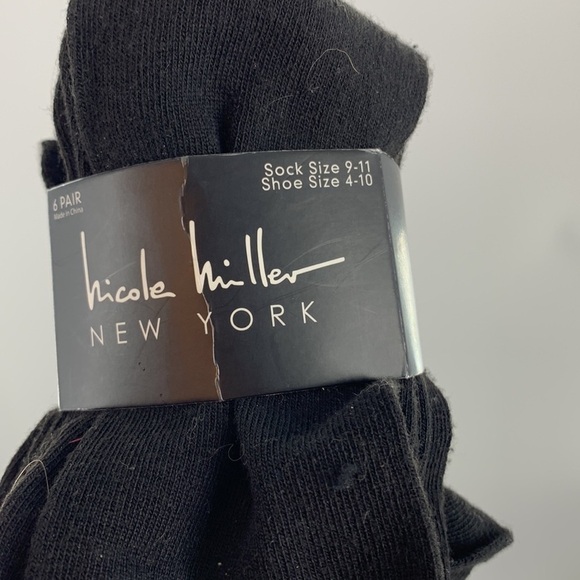 6 PAIR
Made in China
Sock Size 9-11
Shoe Size 4-10
Nicole Miller
NEW YORK